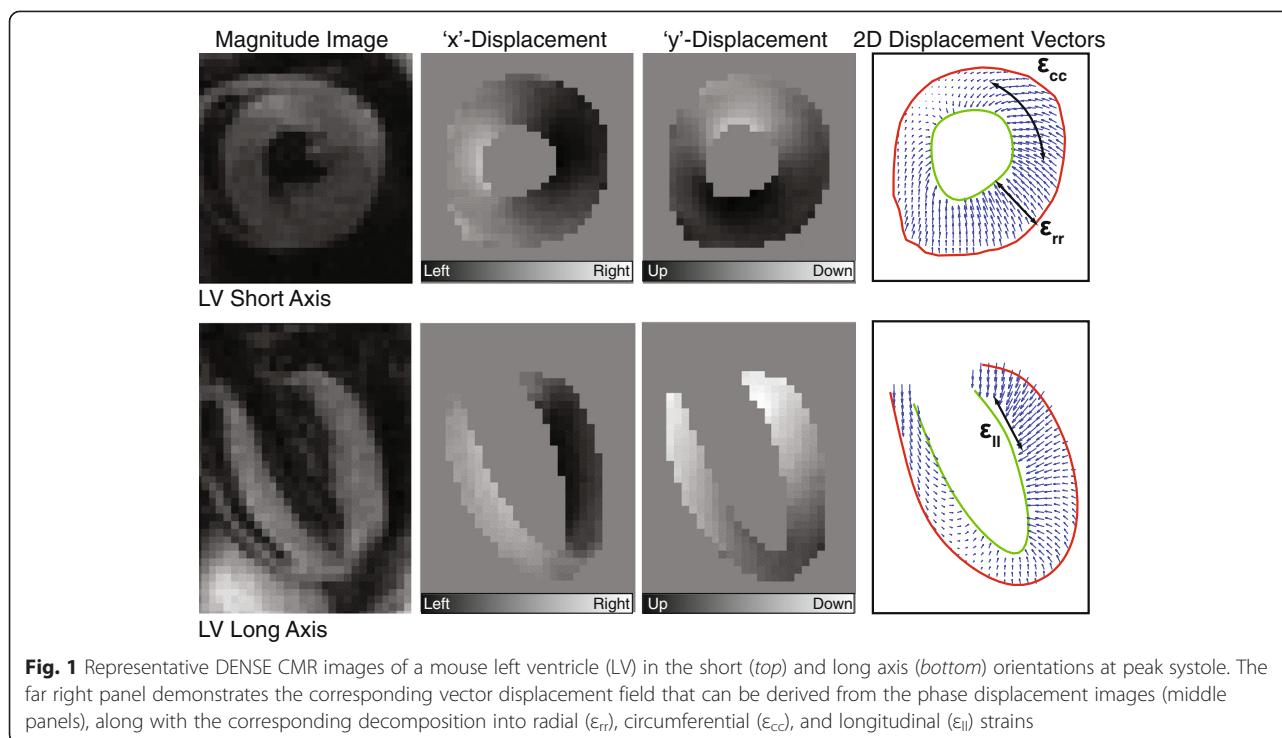 Magnitude Image
‘x’-Displacement
‘y’-Displacement
2D Displacement Vectors
εcc
εrr
Left Right
Up Down
LV Short Axis
εll
Left Right
Up Down
LV Long Axis
Fig. 1 Representative DENSE CMR images of a mouse left ventricle (LV) in the short (top) and long axis (bottom) orientations at peak systole. The
far right panel demonstrates the corresponding vector displacement field that can be derived from the phase displacement images (middle
panels), along with the corresponding decomposition into radial (εrr), circumferential (εcc), and longitudinal (εll) strains